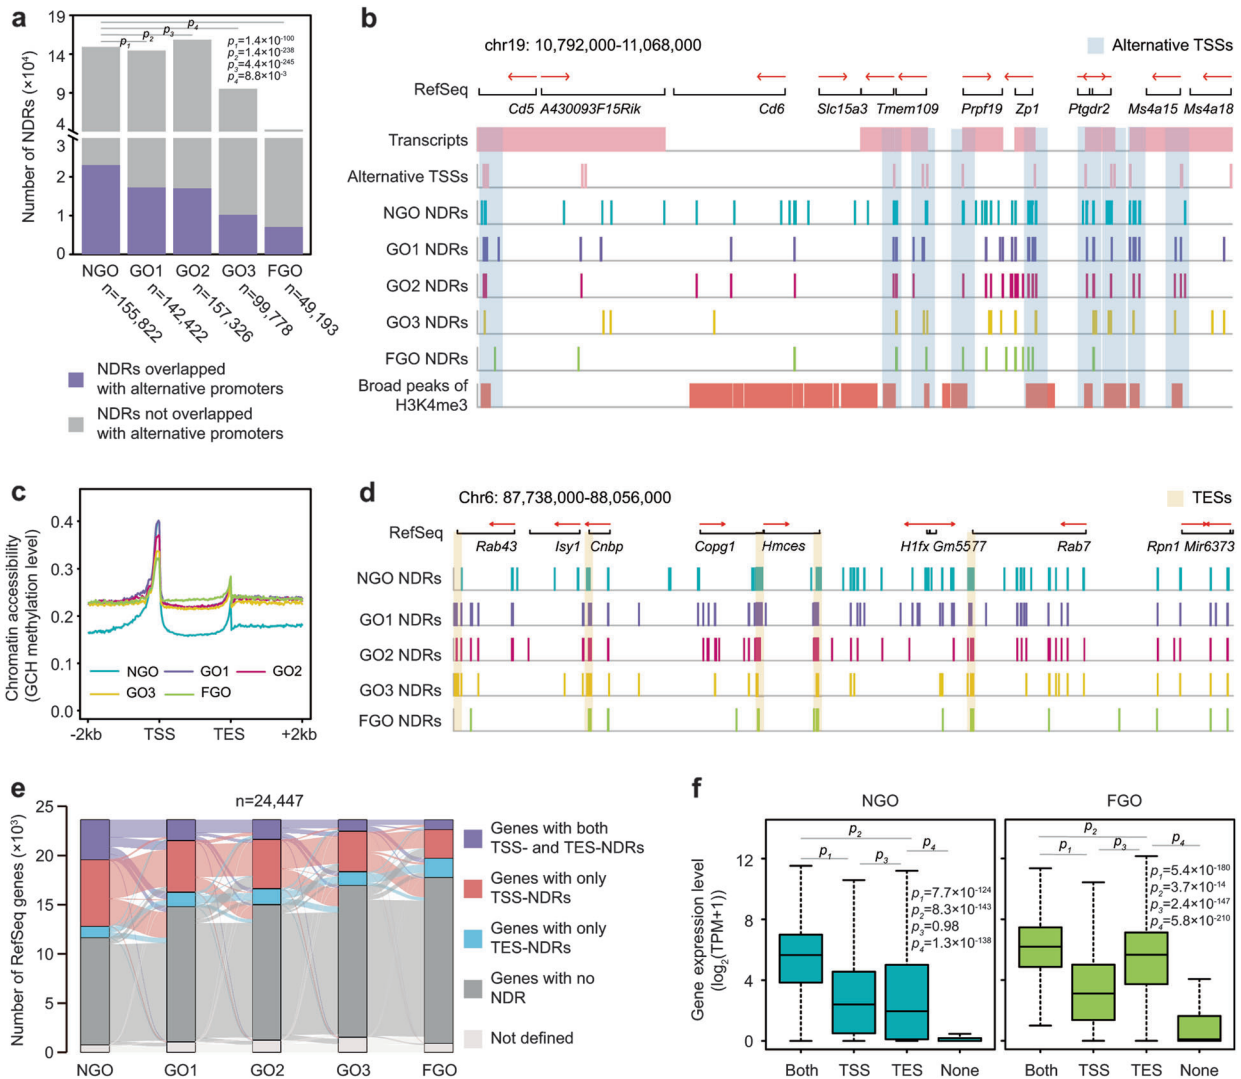 a
19
14
9
4
3
2
1
0
Number of NDRs (×10⁴)
p₁
p₂
p₃
p₄
p₁=1.4×10⁻¹⁰⁰
p₂=1.4×10⁻²³⁸
p₃=4.4×10⁻²⁴⁵
p₄=8.8×10⁻³
NGO GO1 GO2 GO3 FGO
n=155,822
n=142,422
n=157,326
n=99,778
n=49,193
NDRs overlapped
with alternative promoters
NDRs not overlapped
with alternative promoters
b
chr19: 10,792,000-11,068,000
Alternative TSSs
RefSeq
Cd5 A430093F15Rik Cd6 Slc15a3 Tmem109 Prpf19 Zp1 Ptgdr2 Ms4a15 Ms4a18
Transcripts
Alternative TSSs
NGO NDRs
GO1 NDRs
GO2 NDRs
GO3 NDRs
FGO NDRs
Broad peaks of
H3K4me3
c
Chromatin accessibility
(GCH methylation level)
0.4
0.3
0.2
0.1
0.0
NGO GO1 GO2
GO3 FGO
-2kb TSS TES +2kb
d
Chr6: 87,738,000-88,056,000
TESs
RefSeq
Rab43 Isy1 Cnbp Copg1 Hmces H1fx Gm5577 Rab7 Rpn1 Mir6373
NGO NDRs
GO1 NDRs
GO2 NDRs
GO3 NDRs
FGO NDRs
e
n=24,447
Number of RefSeq genes (×10³)
25
20
15
10
5
0
NGO GO1 GO2 GO3 FGO
Genes with both
TSS- and TES-NDRs
Genes with only
TSS-NDRs
Genes with only
TES-NDRs
Genes with no
NDR
Not defined
f
Gene expression level
(log₂(TPM+1))
12
8
4
0
NGO
p₂
p₁
p₃
p₄
p₁=7.7×10⁻¹²⁴
p₂=8.3×10⁻¹⁴³
p₃=0.98
p₄=1.3×10⁻¹³⁸
Both TSS TES None
FGO
p₂
p₁
p₃
p₄
p₁=5.4×10⁻¹⁸⁰
p₂=3.7×10⁻¹⁴
p₃=2.4×10⁻¹⁴⁷
p₄=5.8×10⁻²¹⁰
Both TSS TES None